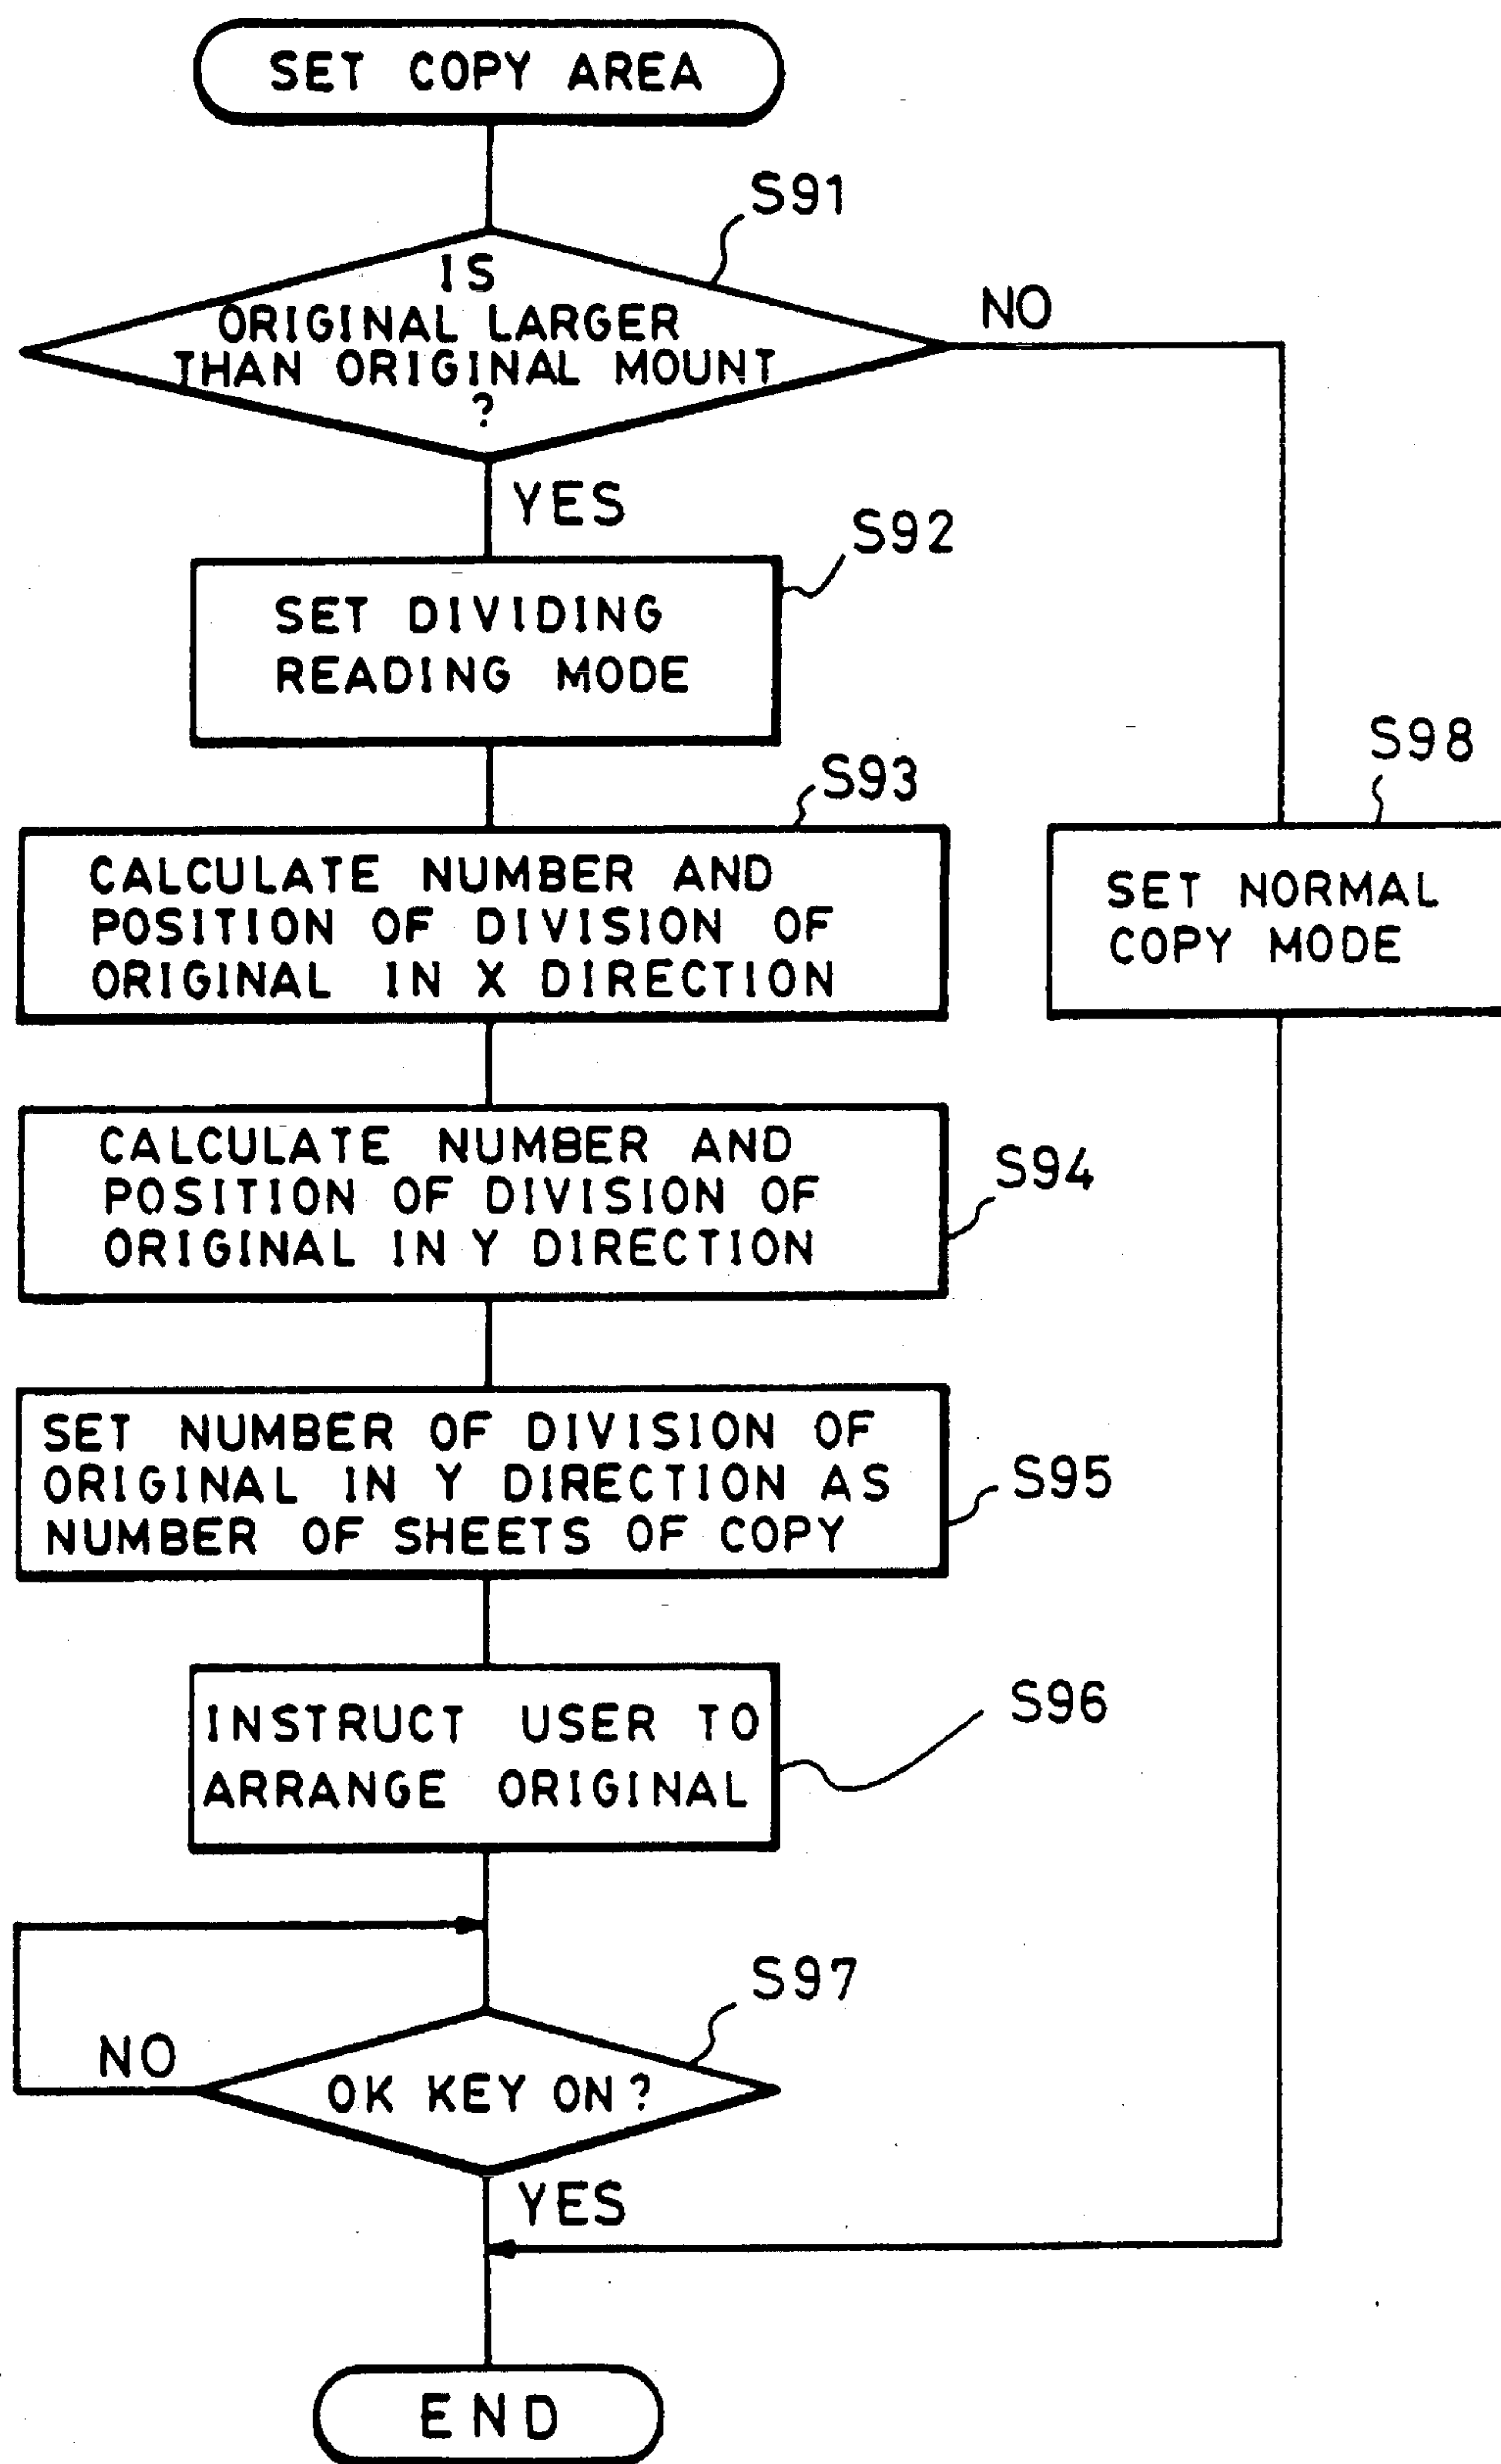 SET COPY AREA
S91
IS
ORIGINAL LARGER
THAN ORIGINAL MOUNT
?
NO
YES
S92
SET DIVIDING
READING MODE
S93
CALCULATE NUMBER AND
POSITION OF DIVISION OF
ORIGINAL IN X DIRECTION
S98
SET NORMAL
COPY MODE
CALCULATE NUMBER AND
POSITION OF DIVISION OF
ORIGINAL IN Y DIRECTION
S94
SET NUMBER OF DIVISION OF
ORIGINAL IN Y DIRECTION AS
NUMBER OF SHEETS OF COPY
S95
INSTRUCT USER TO
ARRANGE ORIGINAL
S96
S97
NO
OK KEY ON?
YES
END